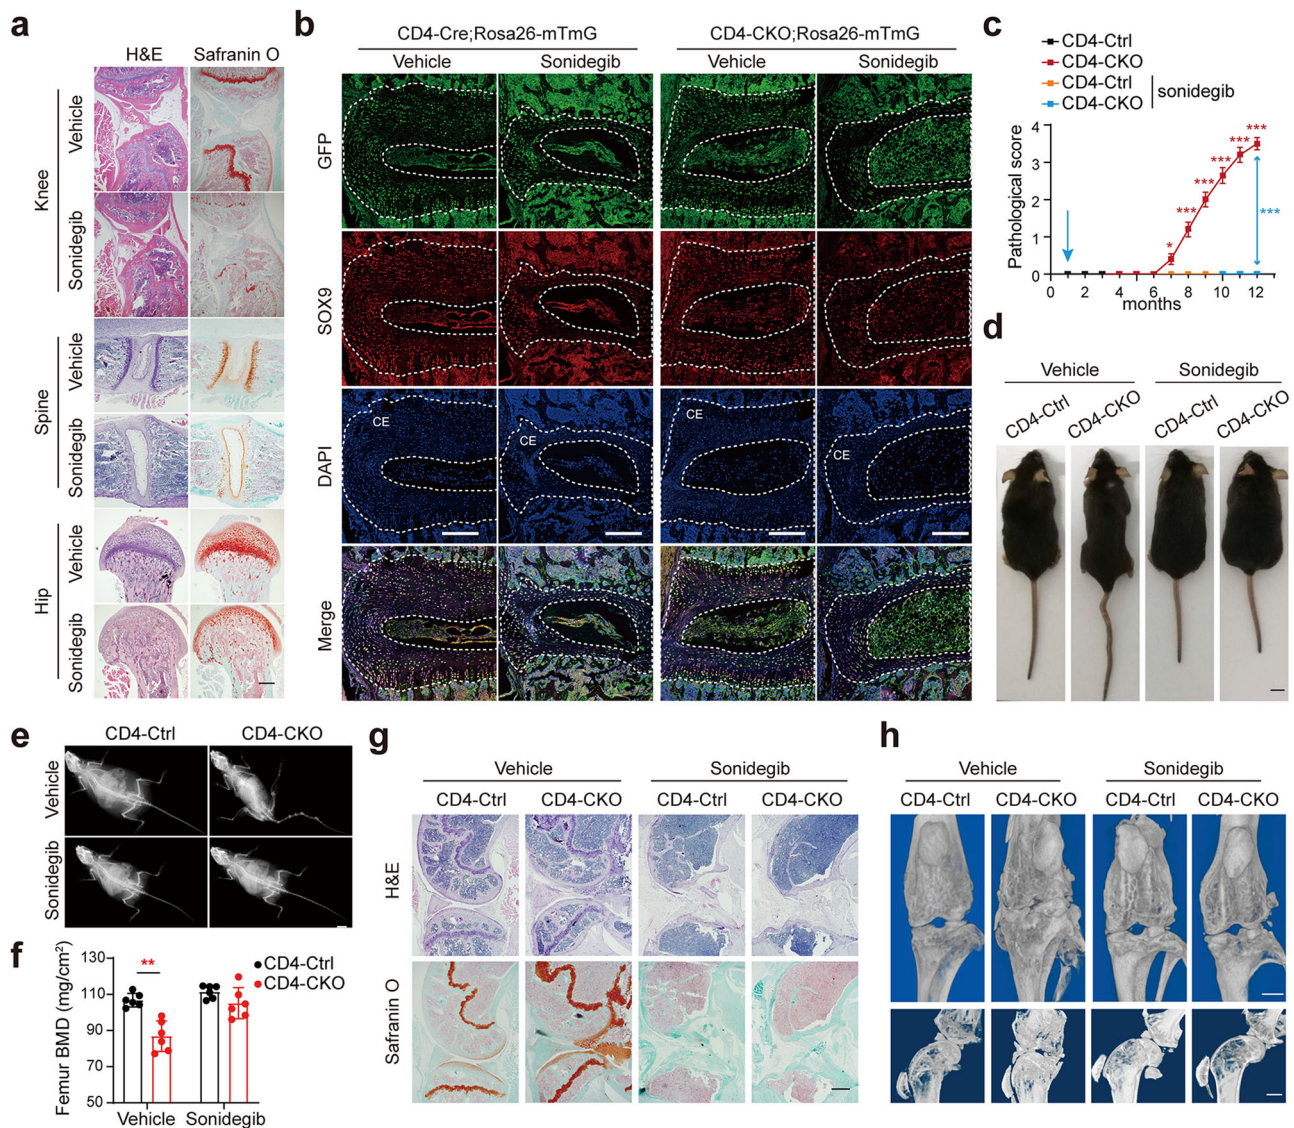 a
H&E Safranin O
Knee
Vehicle
Sonidegib
Spine
Vehicle
Sonidegib
Hip
Vehicle
Sonidegib
b
CD4-Cre;Rosa26-mTmG CD4-CKO;Rosa26-mTmG
Vehicle Sonidegib Vehicle Sonidegib
GFP
SOX9
DAPI
CE CE CE CE
Merge
c
CD4-Ctrl
CD4-CKO
CD4-Ctrl
CD4-CKO
sonidegib
Pathological score
4
3
2
1
0
* *** *** *** *** ***
***
0 2 4 6 8 10 12
months
d
Vehicle Sonidegib
CD4-Ctrl CD4-CKO CD4-Ctrl CD4-CKO
e
CD4-Ctrl CD4-CKO
Vehicle
Sonidegib
f
Femur BMD (mg/cm²)
130
110
90
70
50
**
CD4-Ctrl
CD4-CKO
Vehicle Sonidegib
g
Vehicle Sonidegib
CD4-Ctrl CD4-CKO CD4-Ctrl CD4-CKO
H&E
Safranin O
h
Vehicle Sonidegib
CD4-Ctrl CD4-CKO CD4-Ctrl CD4-CKO